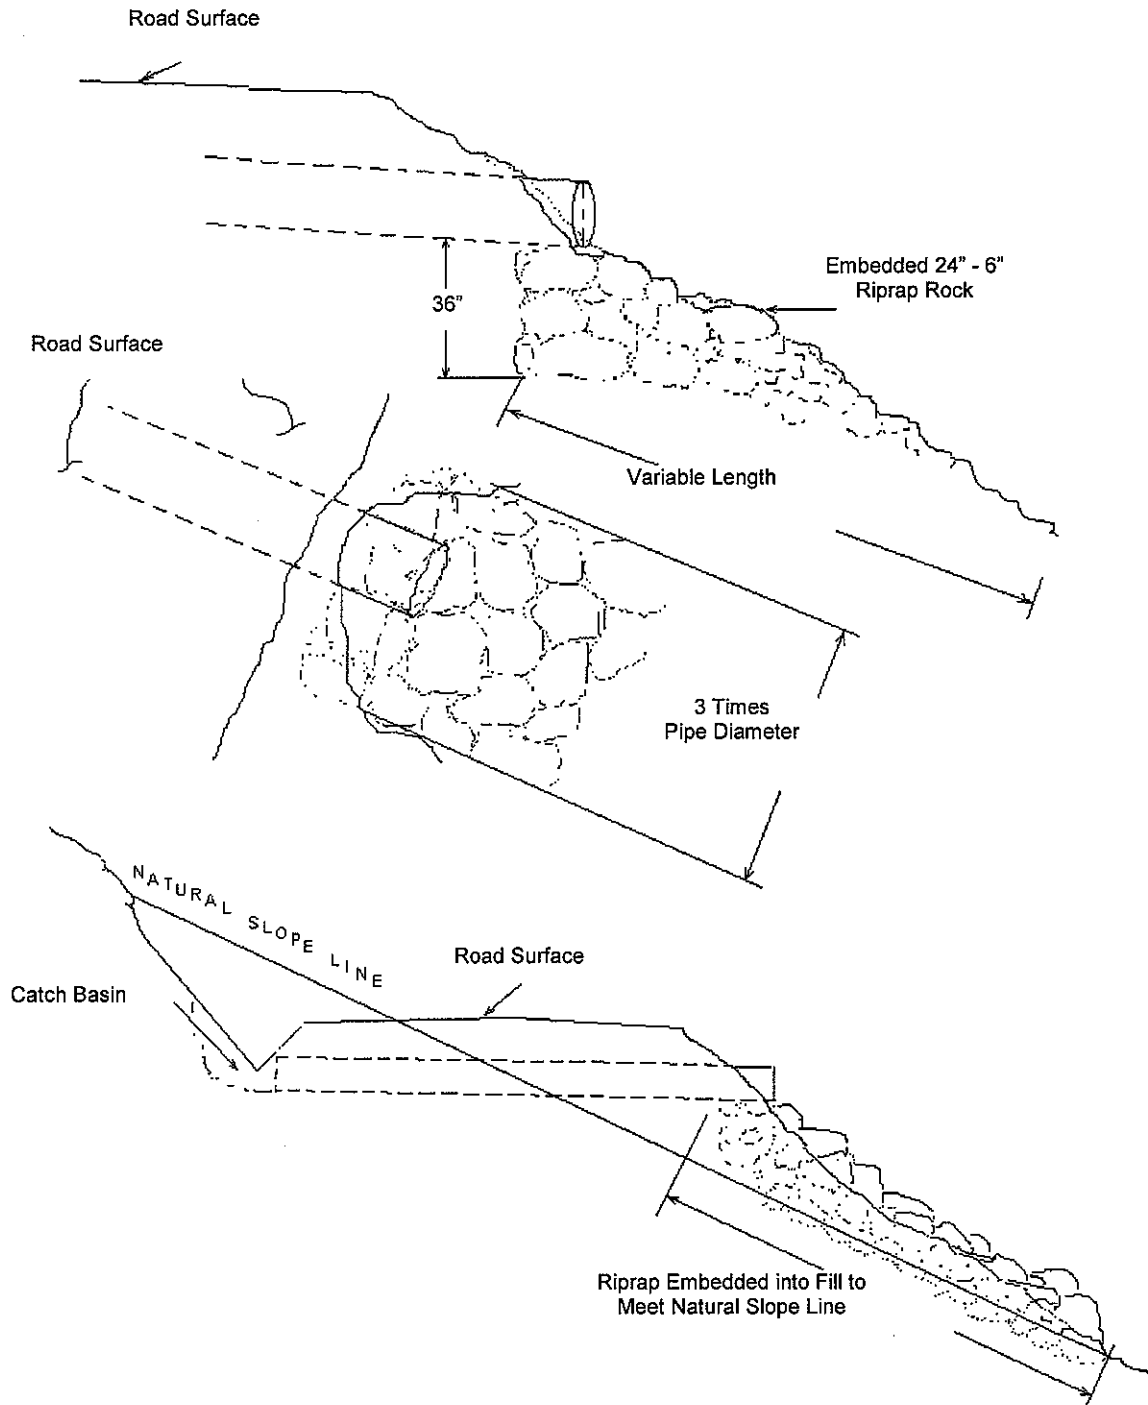 Road Surface
Embedded 24" - 6"
Riprap Rock
36"
Road Surface
Variable Length
3 Times
Pipe Diameter
NATURAL SLOPE LINE
Road Surface
Catch Basin
Riprap Embedded into Fill to
Meet Natural Slope Line